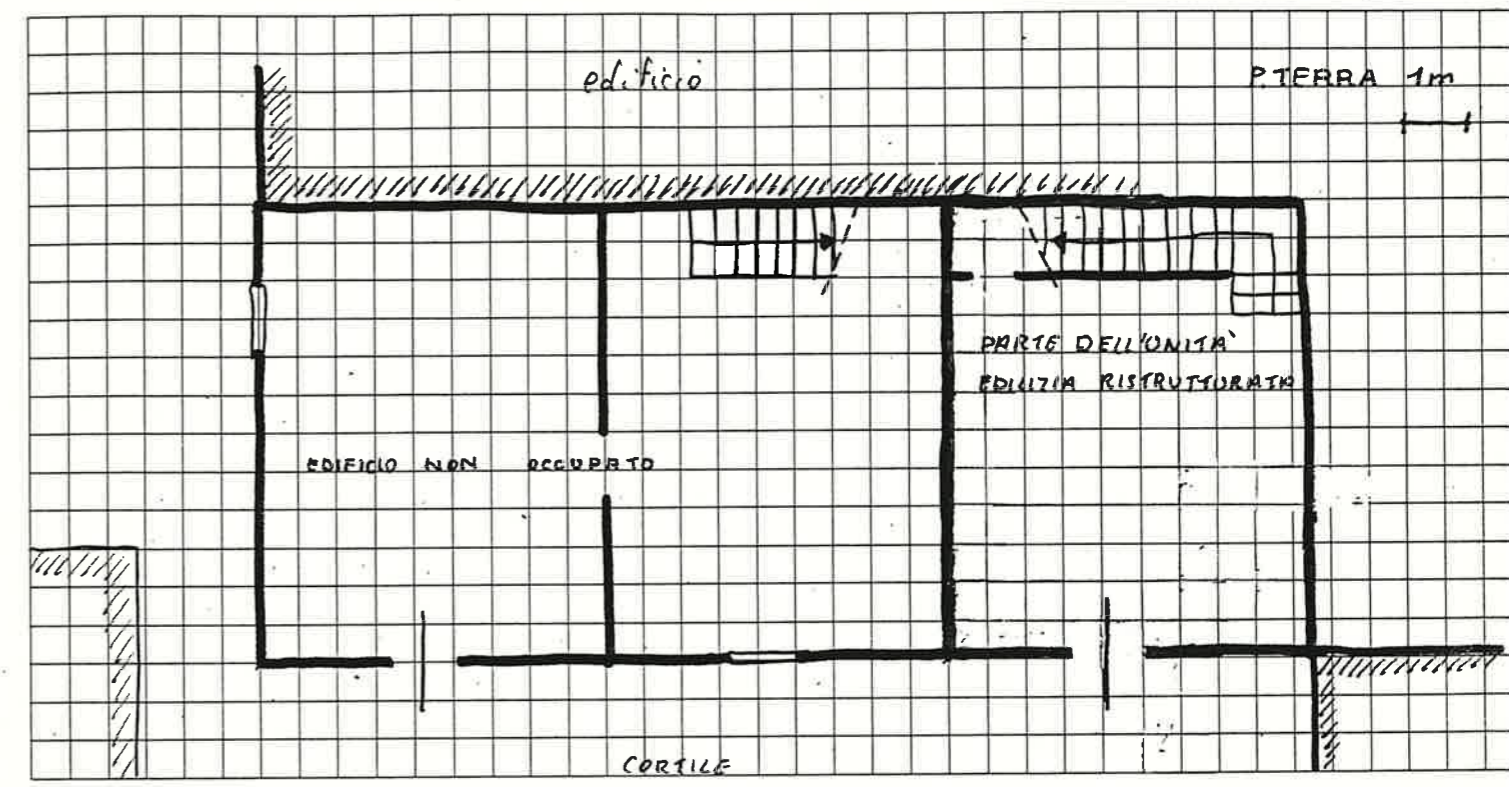 edificio
P.TERRA 1m
PARTE DELL'UNITA'
EDILIZIA RISTRUTTURATA
EDIFICIO NON OCCUPATO
CORTILE